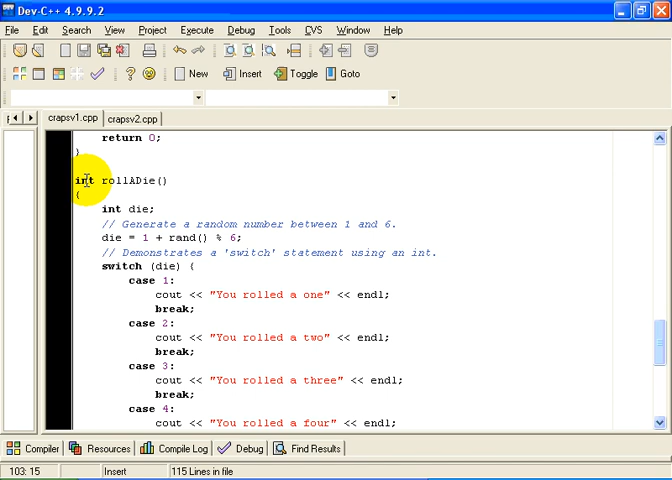 Dev-C++ 4.9.9.2
File Edit Search View Project Execute Debug Tools CVS Window Help
New Insert Toggle Goto
crapsv1.cpp crapsv2.cpp
return 0;
}
int rollADie()
{
int die;
// Generate a random number between 1 and 6.
die = 1 + rand() % 6;
// Demonstrates a 'switch' statement using an int.
switch (die) {
case 1:
cout << "You rolled a one" << endl;
break;
case 2:
cout << "You rolled a two" << endl;
break;
case 3:
cout << "You rolled a three" << endl;
break;
case 4:
cout << "You rolled a four" << endl;
Compiler Resources Compile Log Debug Find Results
103: 15 Insert 115 Lines in file